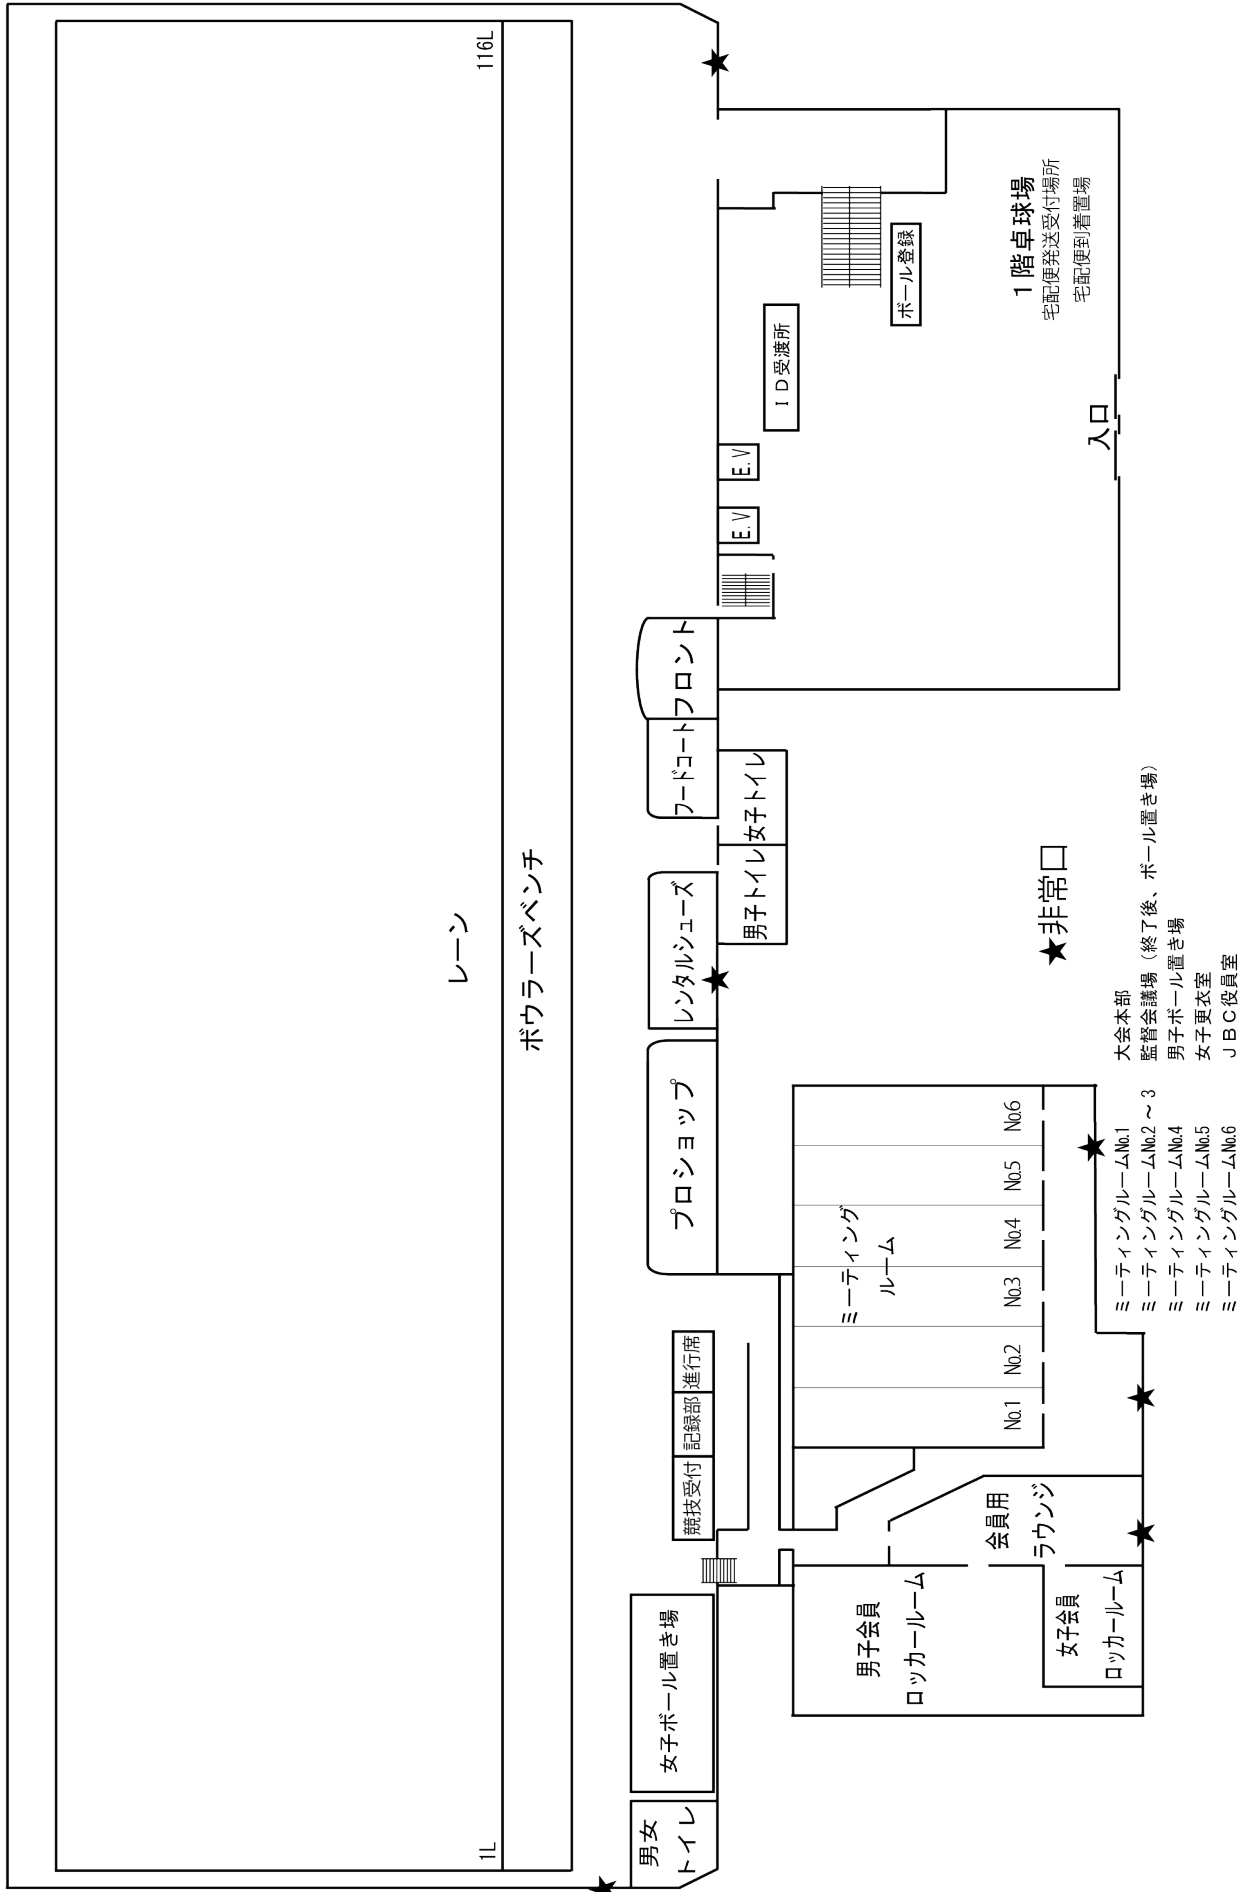 1L
116L
レーン
ボウラーズベンチ
男女
トイレ
女子ボール置き場
競技受付
記録部
進行席
プロショップ
レンタルシューズ
フードコート
フロント
男子トイレ
女子トイレ
E.V
E.V
ＩＤ受渡所
ボール登録
１階卓球場
宅配便発送受付場所
宅配便到着置場
入口
男子会員
ロッカールーム
女子会員
ロッカールーム
会員用
ラウンジ
ミーティング
ルーム
№1
№2
№3
№4
№5
№6
★非常口
ミーティングルーム№1　大会本部
ミーティングルーム№2～3　監督会議場（終了後、ボール置き場）
ミーティングルーム№4　男子ボール置き場
ミーティングルーム№5　女子更衣室
ミーティングルーム№6　ＪＢＣ役員室